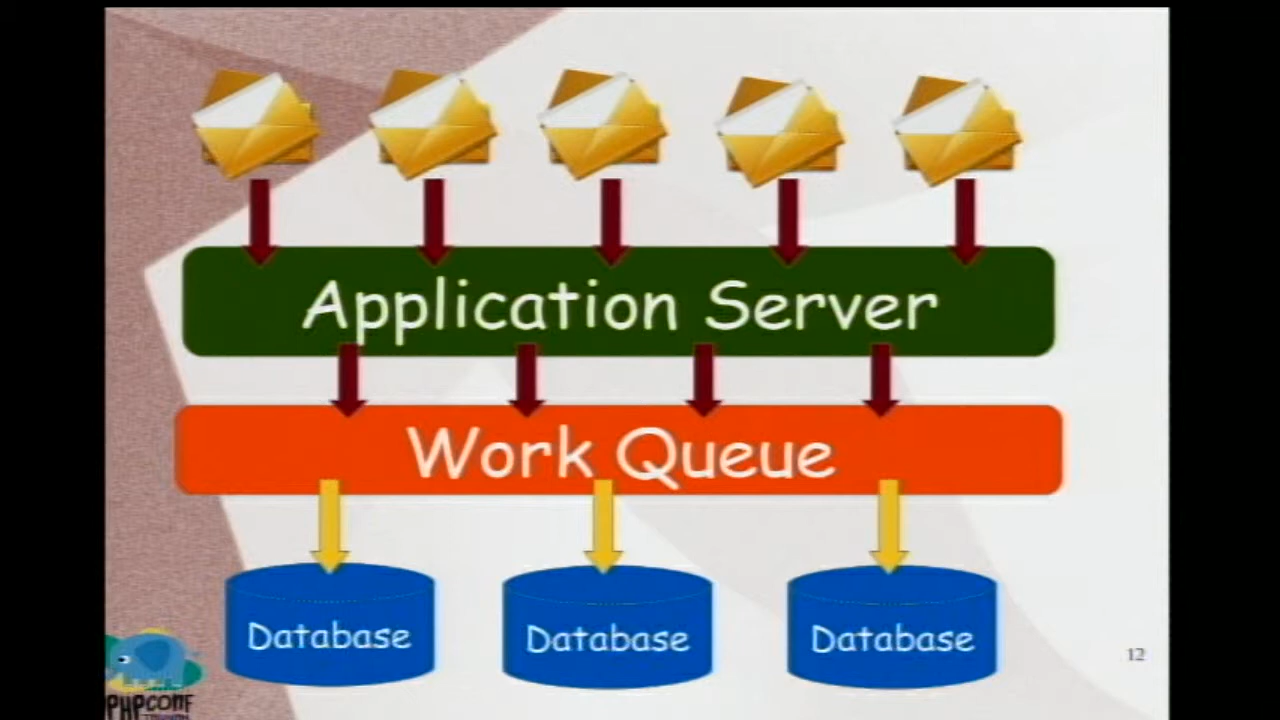 Application Server
Work Queue
Database Database Database
12
PHPCONF